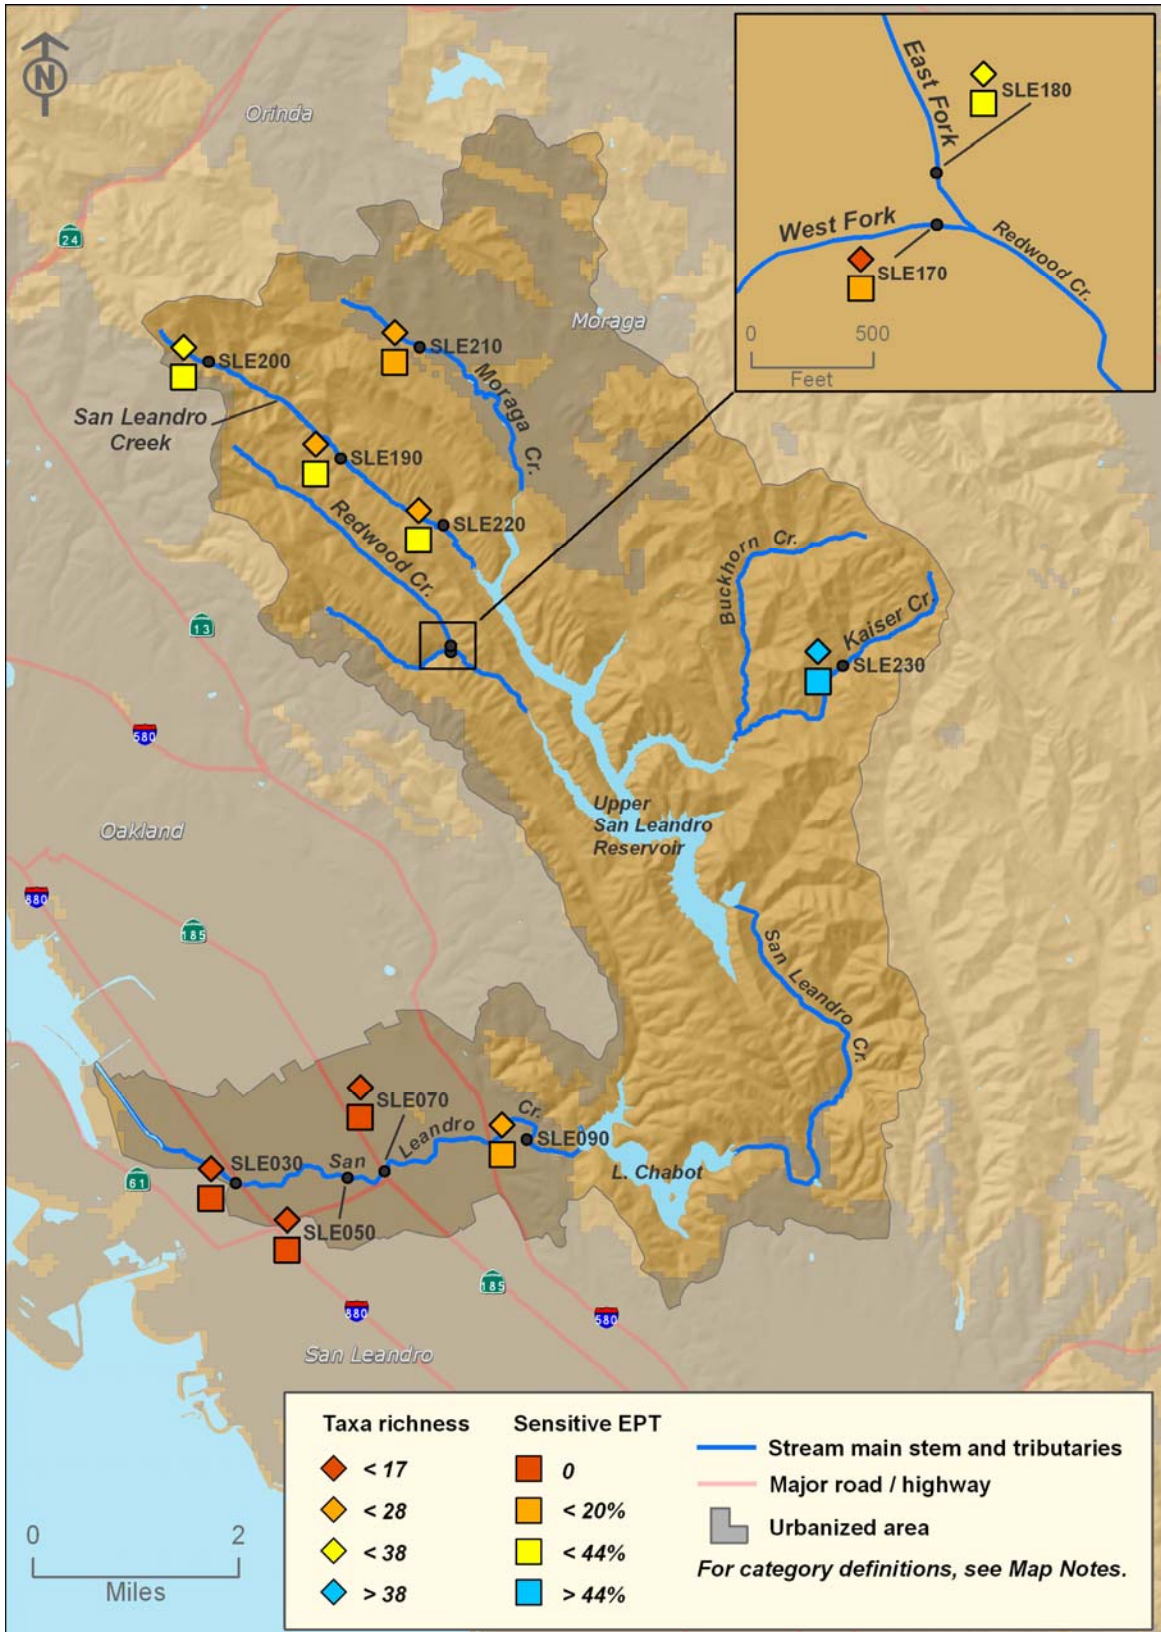 N
Orinda
24
Moraga
East Fork
SLE180
West Fork
SLE170
Redwood Cr.
0 500
Feet
SLE210
SLE200
Moraga Cr.
San Leandro
Creek
SLE190
SLE220
Redwood Cr.
13
Buckhorn Cr.
Kaiser Cr.
SLE230
580
Upper
San Leandro
Reservoir
Oakland
880
185
San Leandro Cr.
SLE070
San Leandro Cr.
SLE090
SLE030
61
L. Chabot
SLE050
185
880
580
San Leandro
Taxa richness
< 17
< 28
< 38
> 38
Sensitive EPT
0
< 20%
< 44%
> 44%
Stream main stem and tributaries
Major road / highway
Urbanized area
For category definitions, see Map Notes.
0 2
Miles